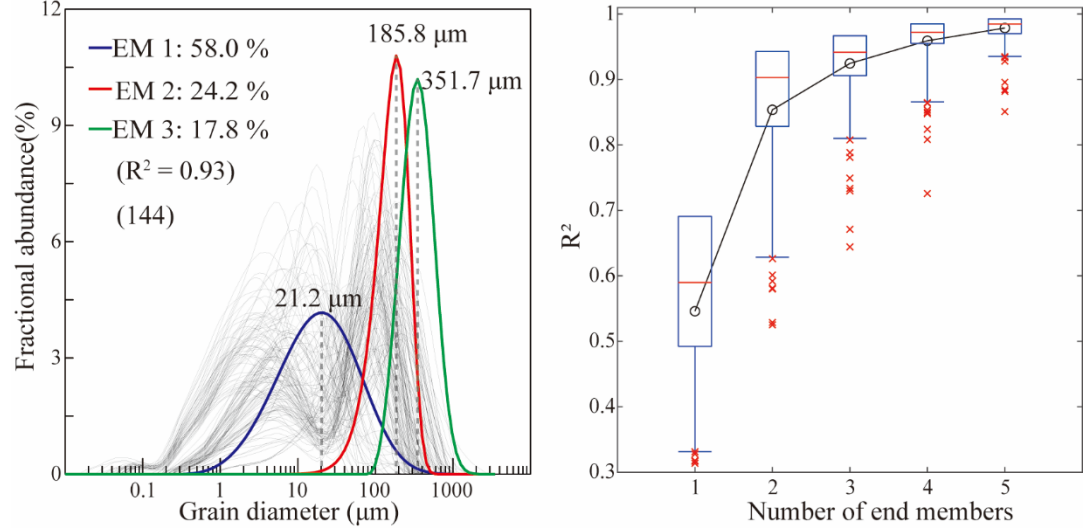 12
9
6
3
0
Fractional abundance(%)
EM 1: 58.0 %
EM 2: 24.2 %
EM 3: 17.8 %
(R² = 0.93)
(144)
185.8 μm
351.7 μm
21.2 μm
0.1 1 10 100 1000
Grain diameter (μm)
1
0.9
0.8
0.7
0.6
0.5
0.4
0.3
R²
1 2 3 4 5
Number of end members